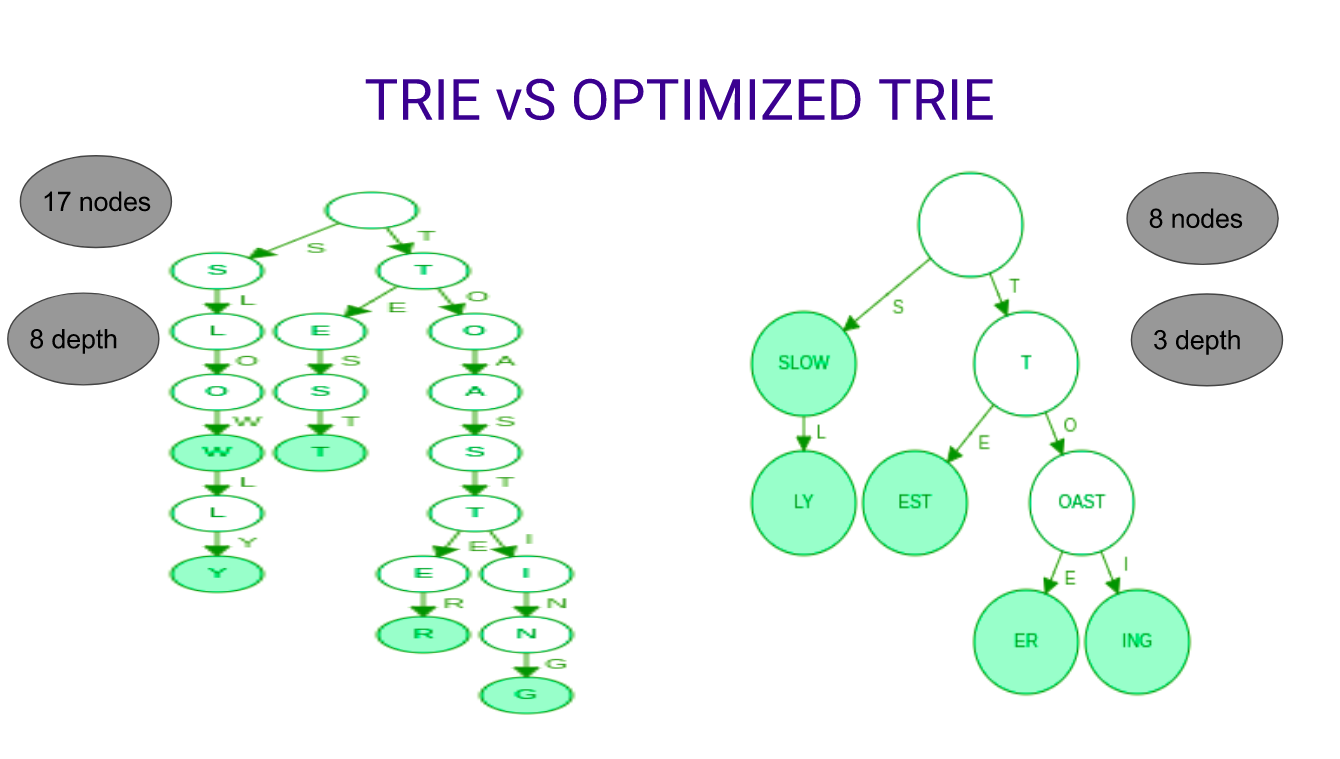 TRIE vS OPTIMIZED TRIE
17 nodes
8 depth
S T
S T
L E O
L E O
O S A
O S A
W T S
W T S
L T
L T
Y E I
Y E I
R N
R N
G
G
8 nodes
3 depth
S T
SLOW T
L E O
LY EST OAST
E I
ER ING